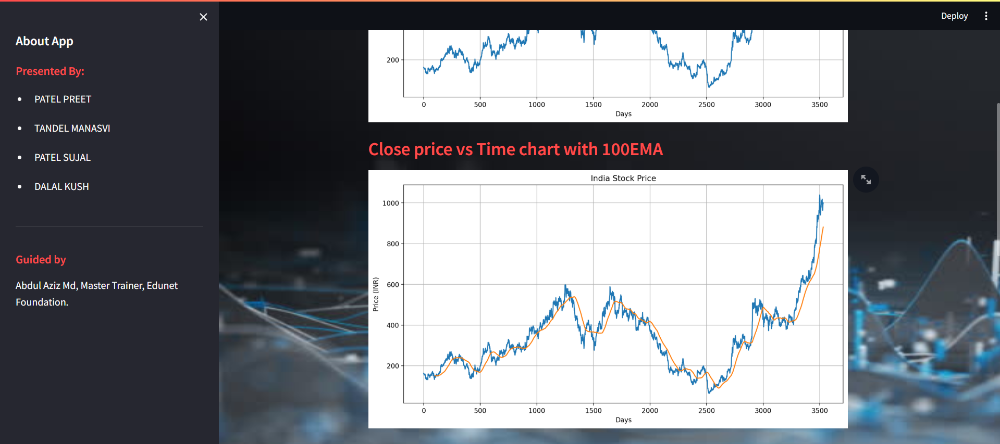 About App
Presented By:
PATEL PREET
TANDEL MANASVI
PATEL SUJAL
DALAL KUSH
Guided by
Abdul Aziz Md, Master Trainer, Edunet
Foundation.
Deploy
200
0 500 1000 1500 2000 2500 3000 3500
Days
Close price vs Time chart with 100EMA
India Stock Price
1000
800
600
400
200
Price (INR)
0 500 1000 1500 2000 2500 3000 3500
Days